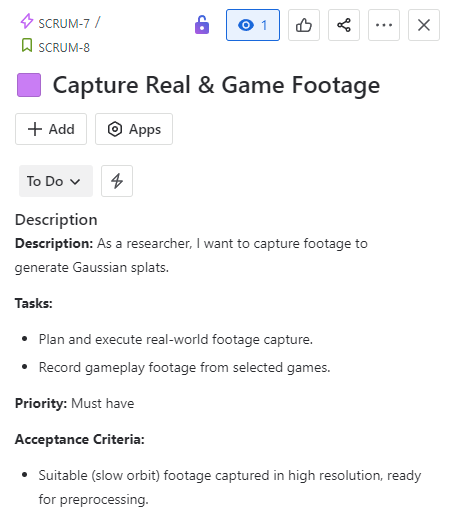 SCRUM-7 /
SCRUM-8
1
Capture Real & Game Footage
Add
Apps
To Do
Description
Description: As a researcher, I want to capture footage to
generate Gaussian splats.
Tasks:
Plan and execute real-world footage capture.
Record gameplay footage from selected games.
Priority: Must have
Acceptance Criteria:
Suitable (slow orbit) footage captured in high resolution, ready
for preprocessing.